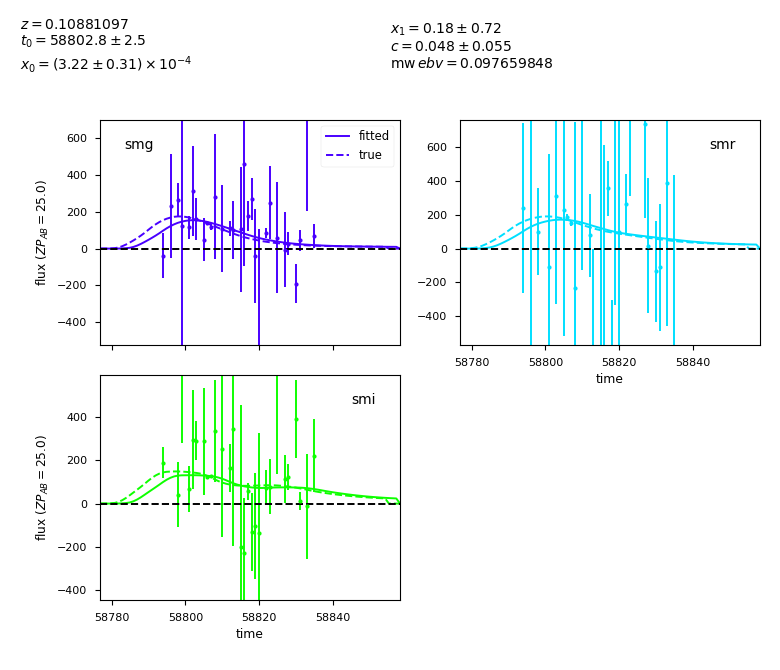 z = 0.10881097
t0 = 58802.8 ± 2.5
x0 = (3.22 ± 0.31) × 10⁻⁴
x1 = 0.18 ± 0.72
c = 0.048 ± 0.055
mwebv = 0.097659848
smg
fitted
true
600
400
200
0
−200
−400
flux (ZP_AB = 25.0)
smr
600
400
200
0
−200
−400
58780
58800
58820
58840
time
smi
400
200
0
−200
−400
flux (ZP_AB = 25.0)
58780
58800
58820
58840
time